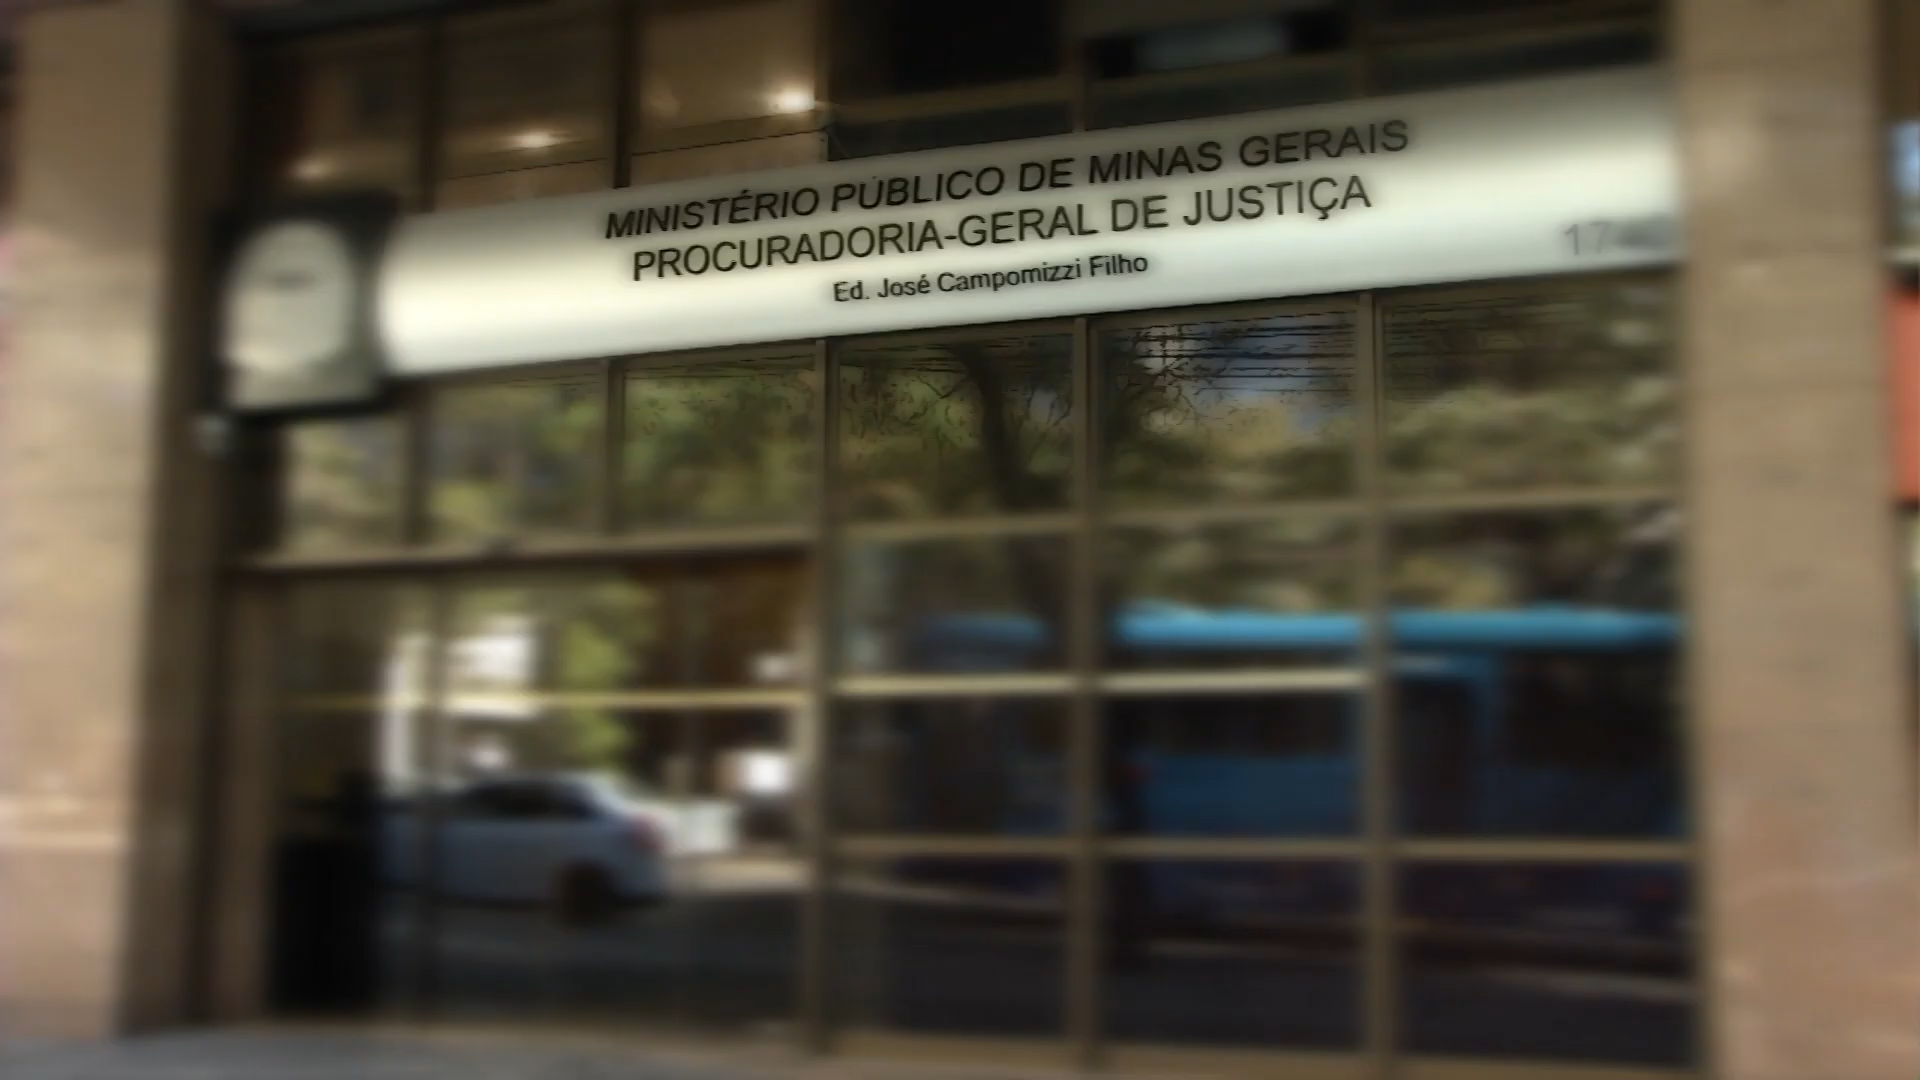 MINISTÉRIO PÚBLICO DE MINAS GERAIS
PROCURADORIA-GERAL DE JUSTIÇA
Ed. José Campomizzi Filho